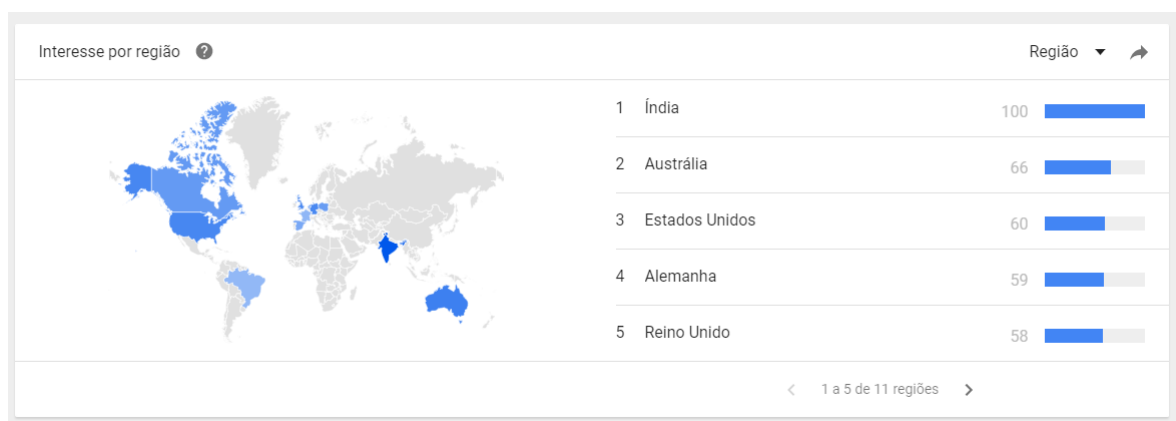 Interesse por região ?
Região
1 Índia 100
2 Austrália 66
3 Estados Unidos 60
4 Alemanha 59
5 Reino Unido 58
1 a 5 de 11 regiões